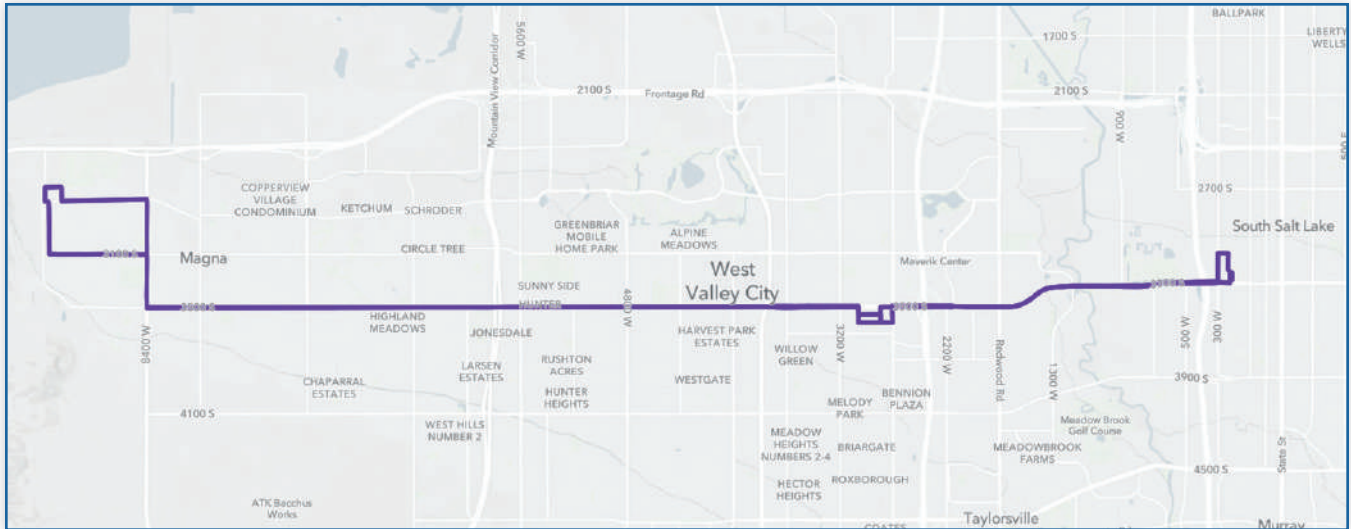 BALLPARK
1700 S
LIBERTY
WELLS
5600 W
Mountain View Corridor
2100 S
Frontage Rd
2100 S
900 W
500 E
2700 S
COPPERVIEW
VILLAGE
CONDOMINIUM
KETCHUM
SCHRODER
GREENBRIAR
MOBILE
HOME PARK
ALPINE
MEADOWS
CIRCLE TREE
South Salt Lake
3100 S
Magna
Maverik Center
West
Valley City
SUNNY SIDE
HUNTER
3300 S
4800 W
HIGHLAND
MEADOWS
JONESDALE
HARVEST PARK
ESTATES
3200 W
2200 W
Redwood Rd
500 W
300 W
8400 W
WILLOW
GREEN
LARSEN
ESTATES
RUSHTON
ACRES
WESTGATE
1300 W
3900 S
CHAPARRAL
ESTATES
HUNTER
HEIGHTS
MELODY
PARK
BENNION
PLAZA
4100 S
WEST HILLS
NUMBER 2
MEADOW
HEIGHTS
NUMBERS 2-4
BRIARGATE
Meadow Brook
Golf Course
MEADOWBROOK
FARMS
State St
HECTOR
HEIGHTS
ROXBOROUGH
4500 S
ATK Bacchus
Works
Taylorsville
Murray